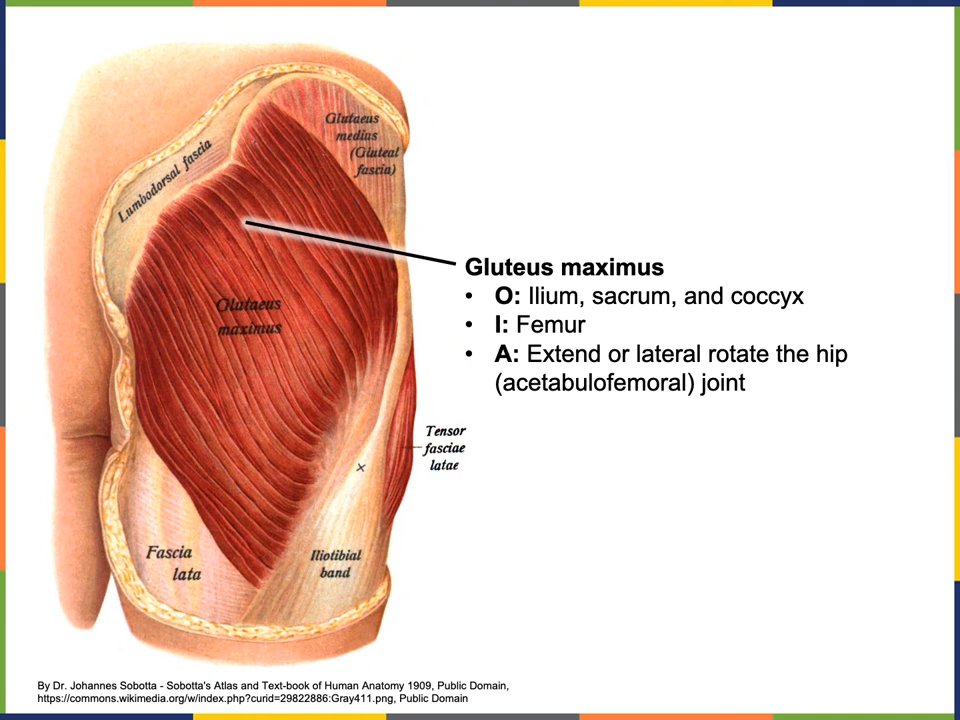 Glutaeus
medius
(Gluteal
fascia)
Lumbodorsal fascia
Gluteus maximus
• O: Ilium, sacrum, and coccyx
• I: Femur
• A: Extend or lateral rotate the hip
(acetabulofemoral) joint
Glutaeus
maximus
Tensor
fasciae
latae
×
Fascia
lata
Iliotibial
band
By Dr. Johannes Sobotta - Sobotta's Atlas and Text-book of Human Anatomy 1909, Public Domain,
https://commons.wikimedia.org/w/index.php?curid=29822886:Gray411.png, Public Domain